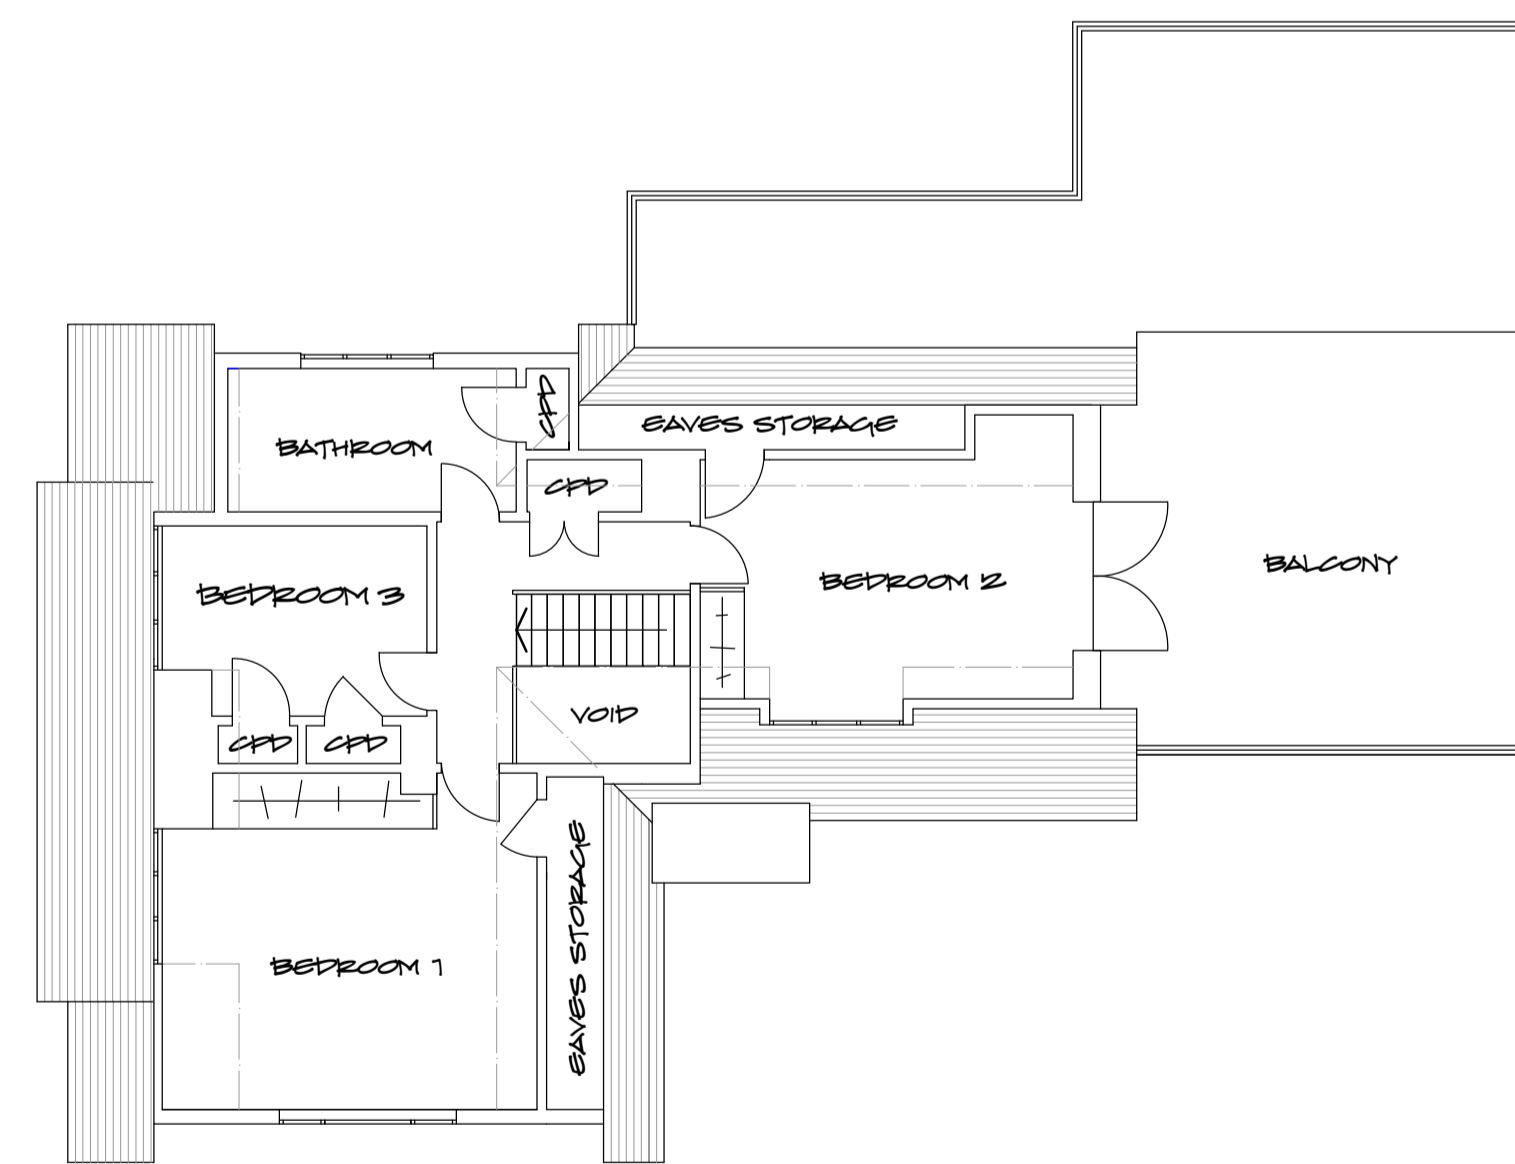 CPD
EAVES STORAGE
BATHROOM
CPD
BALCONY
BEDROOM 2
BEDROOM 3
VOID
CPD
CPD
EAVES STORAGE
BEDROOM 1